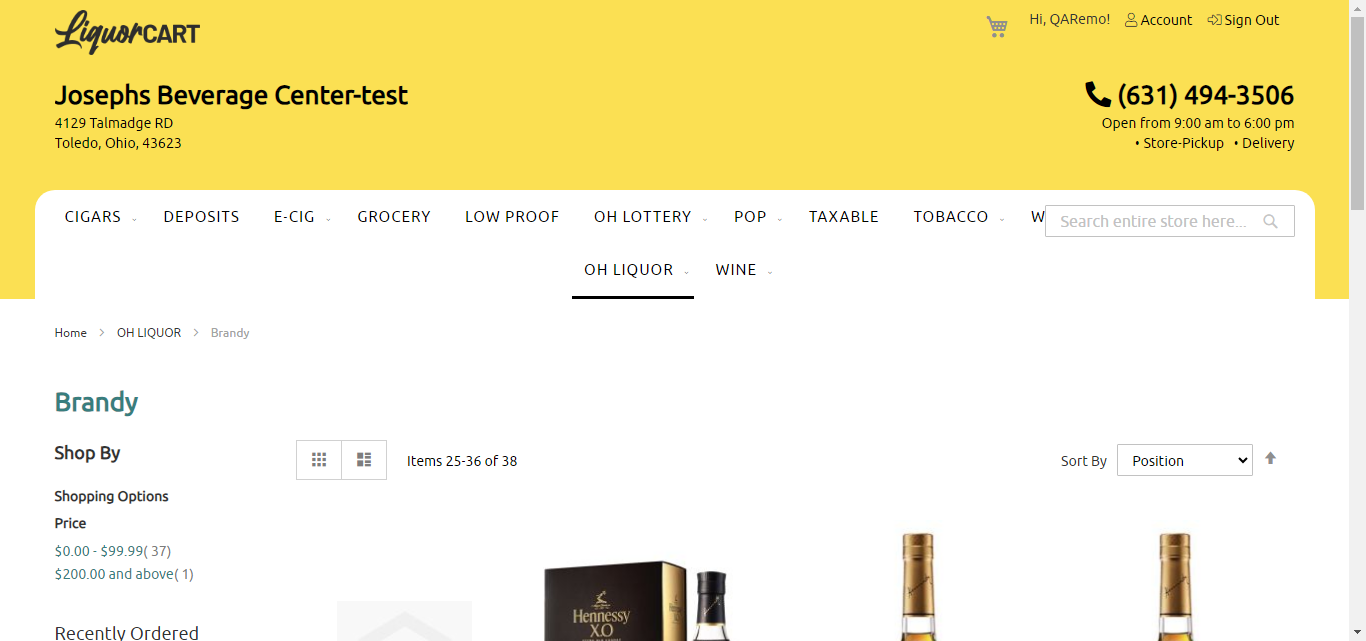 LiquorCART
Hi, QARemo! Account Sign Out
Josephs Beverage Center-test
4129 Talmadge RD
Toledo, Ohio, 43623
(631) 494-3506
Open from 9:00 am to 6:00 pm
• Store-Pickup • Delivery
CIGARS DEPOSITS E-CIG GROCERY LOW PROOF OH LOTTERY POP TAXABLE TOBACCO W
Search entire store here...
OH LIQUOR WINE
Home > OH LIQUOR > Brandy
Brandy
Shop By
Items 25-36 of 38
Sort By Position
Shopping Options
Price
$0.00 - $99.99( 37)
$200.00 and above( 1)
Recently Ordered
Hennessy
X.O